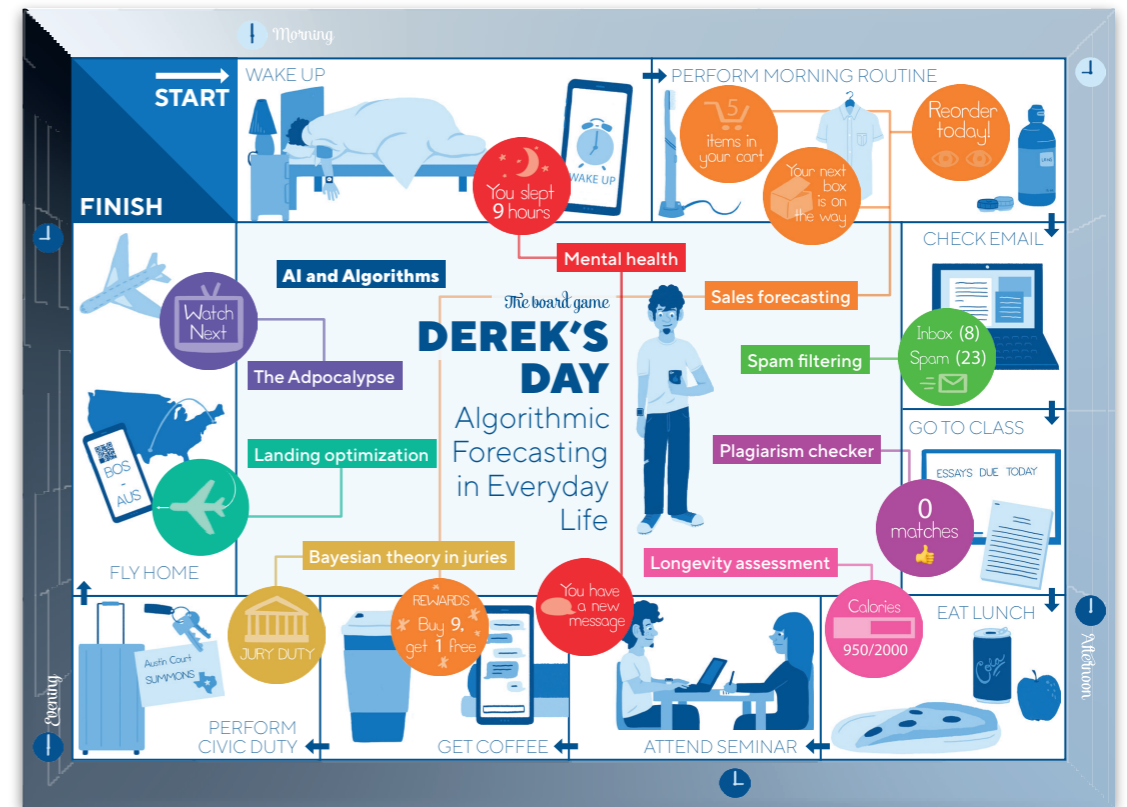 Morning
START
FINISH
WAKE UP
WAKE UP
You slept
9 hours
PERFORM MORNING ROUTINE
5
items in
your cart
Your next
box
is on
the way
Reorder
today!
CHECK EMAIL
Inbox (8)
Spam (23)
GO TO CLASS
ESSAYS DUE TODAY
0
matches
Afternoon
EAT LUNCH
Calories
950/2000
ATTEND SEMINAR
You have
a new
message
GET COFFEE
REWARDS
Buy 9,
get 1 free
PERFORM
CIVIC DUTY
JURY DUTY
Austin Court
SUMMONS
Evening
FLY HOME
BOS
-
AUS
Watch
Next
AI and Algorithms
The board game
DEREK'S
DAY
Algorithmic
Forecasting
in Everyday
Life
Mental health
Sales forecasting
Spam filtering
Plagiarism checker
Longevity assessment
Bayesian theory in juries
Landing optimization
The Adpocalypse